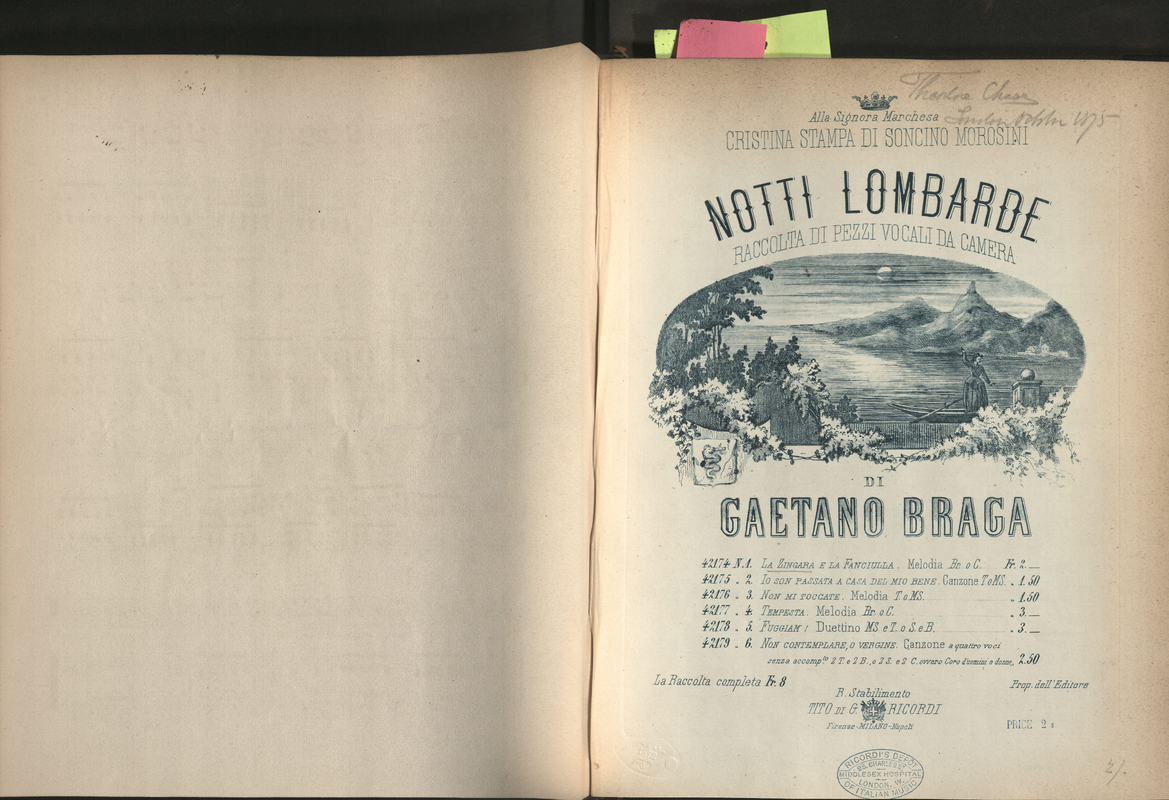 Theodore Chase
London October 1875
Alla Signora Marchesa
CRISTINA STAMPA DI SONCINO MOROSINI
NOTTI LOMBARDE
RACCOLTA DI PEZZI VOCALI DA CAMERA
DI
GAETANO BRAGA
42174 N. 1. LA ZINGARA E LA FANCIULLA. Melodia Br. o C. Fr. 2. —
42175 „ 2. IO SON PASSATA A CASA DEL MIO BENE. Canzone T. o MS. „ 1. 50
42176 „ 3. NON MI TOCCATE. Melodia T. o MS. „ 1. 50
42177 „ 4. TEMPESTA. Melodia Br. o C. „ 3. —
42178 „ 5. FUGGIAM! Duettino MS e T. o S. e B. „ 3. —
42179 „ 6. NON CONTEMPLARE, O VERGINE. Canzone a quattro voci
senza accomp.to 2 T. e 2 B., o 2 S. e 2 C. ovvero Coro d'uomini o donne, 2. 50
La Raccolta completa Fr. 8
Prop. dell'Editore
R. Stabilimento
TITO DI G. RICORDI
Firenze - MILANO - Napoli
PRICE 2 s
RICORDI'S DEPÔT
MIDDLESEX HOSPITAL
LONDON, W.
OF ITALIAN MUSIC
2/.